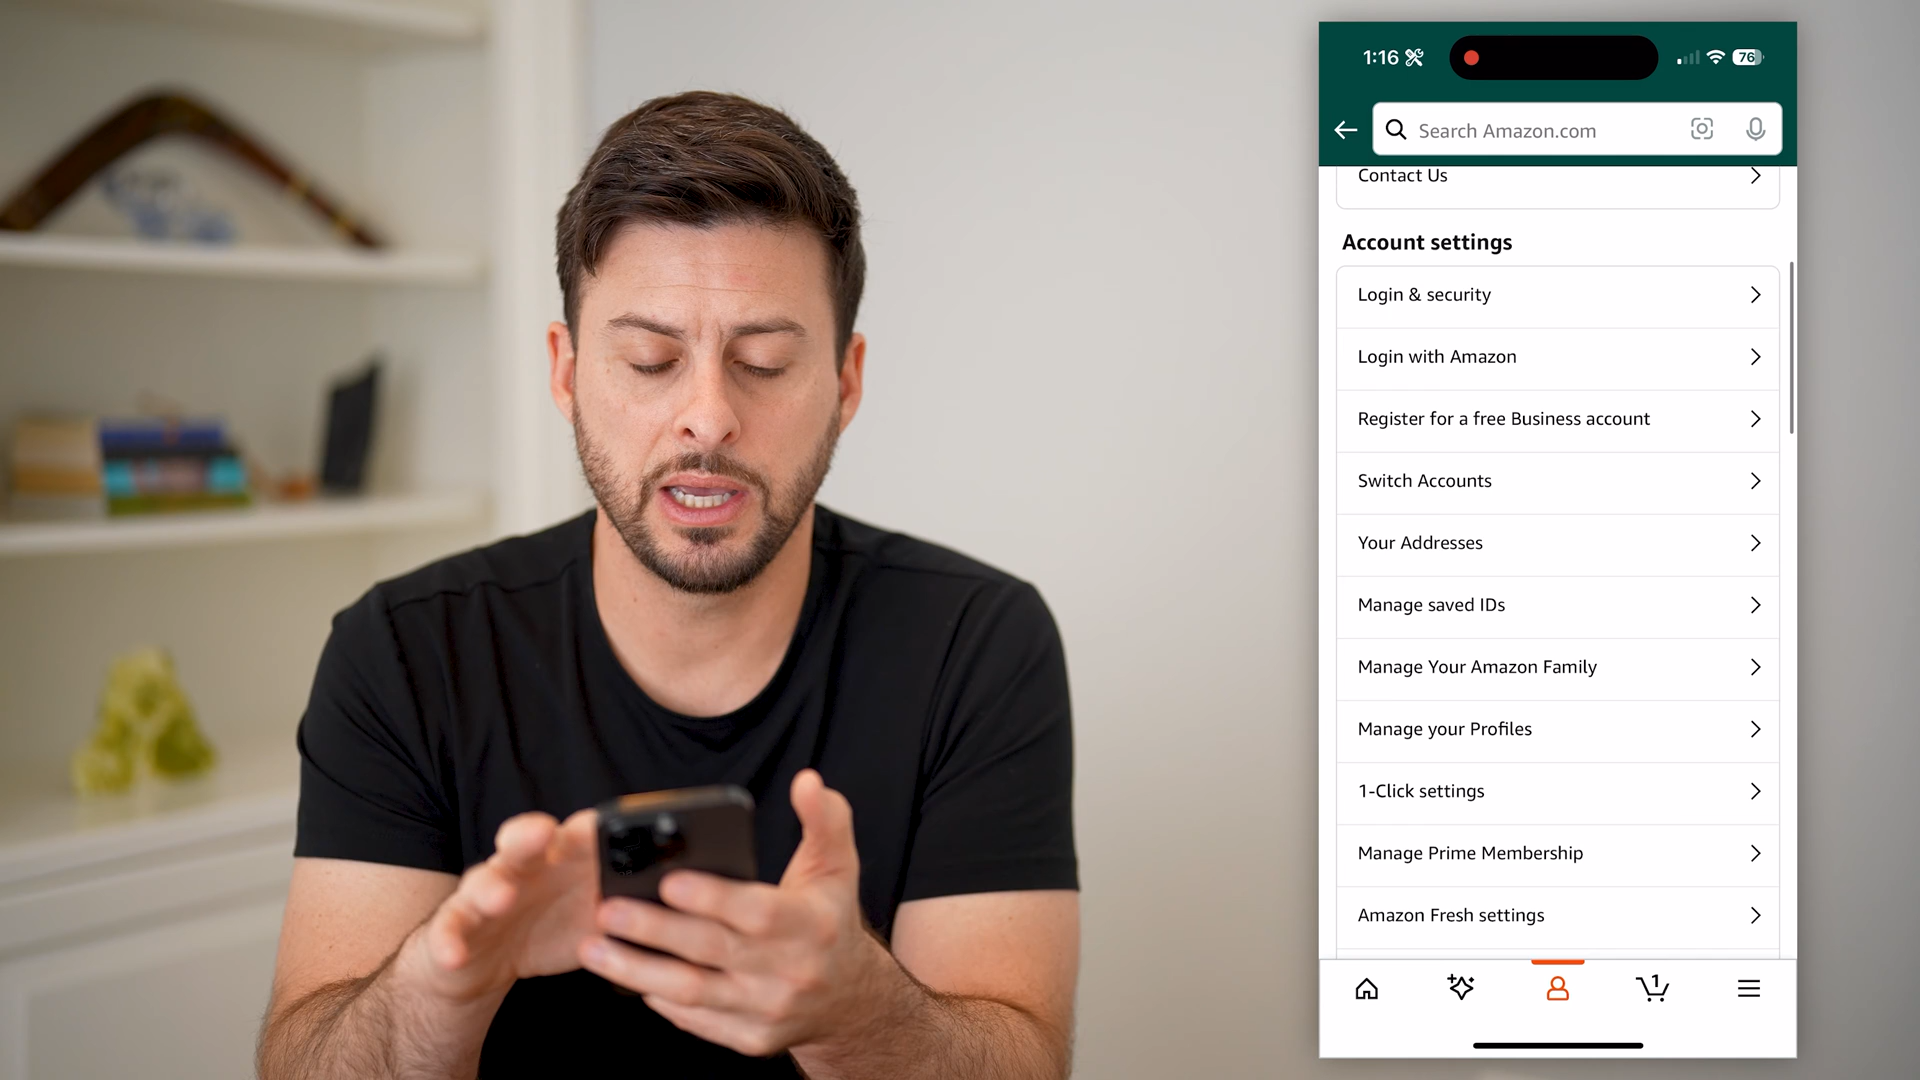 1:16
76
Search Amazon.com
Contact Us
Account settings
Login & security
Login with Amazon
Register for a free Business account
Switch Accounts
Your Addresses
Manage saved IDs
Manage Your Amazon Family
Manage your Profiles
1-Click settings
Manage Prime Membership
Amazon Fresh settings
1